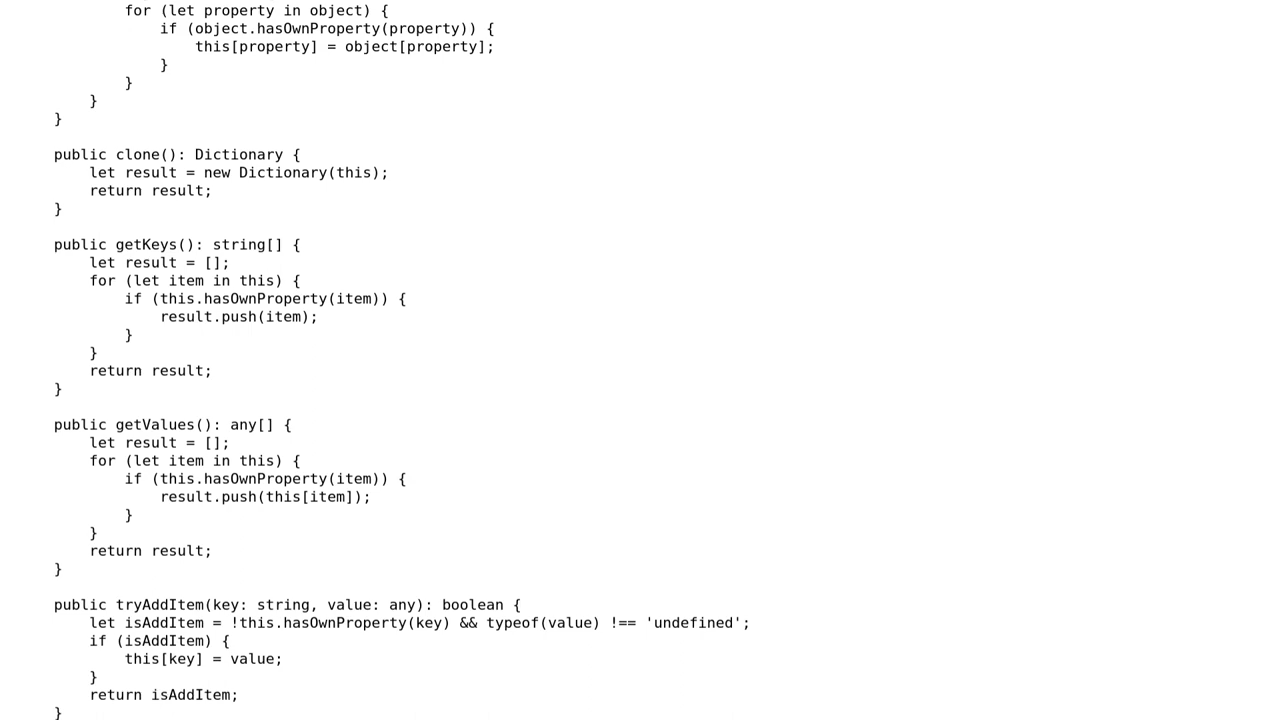 for (let property in object) {
if (object.hasOwnProperty(property)) {
this[property] = object[property];
}
}
}
}
public clone(): Dictionary {
let result = new Dictionary(this);
return result;
}
public getKeys(): string[] {
let result = [];
for (let item in this) {
if (this.hasOwnProperty(item)) {
result.push(item);
}
}
return result;
}
public getValues(): any[] {
let result = [];
for (let item in this) {
if (this.hasOwnProperty(item)) {
result.push(this[item]);
}
}
return result;
}
public tryAddItem(key: string, value: any): boolean {
let isAddItem = !this.hasOwnProperty(key) && typeof(value) !== 'undefined';
if (isAddItem) {
this[key] = value;
}
return isAddItem;
}